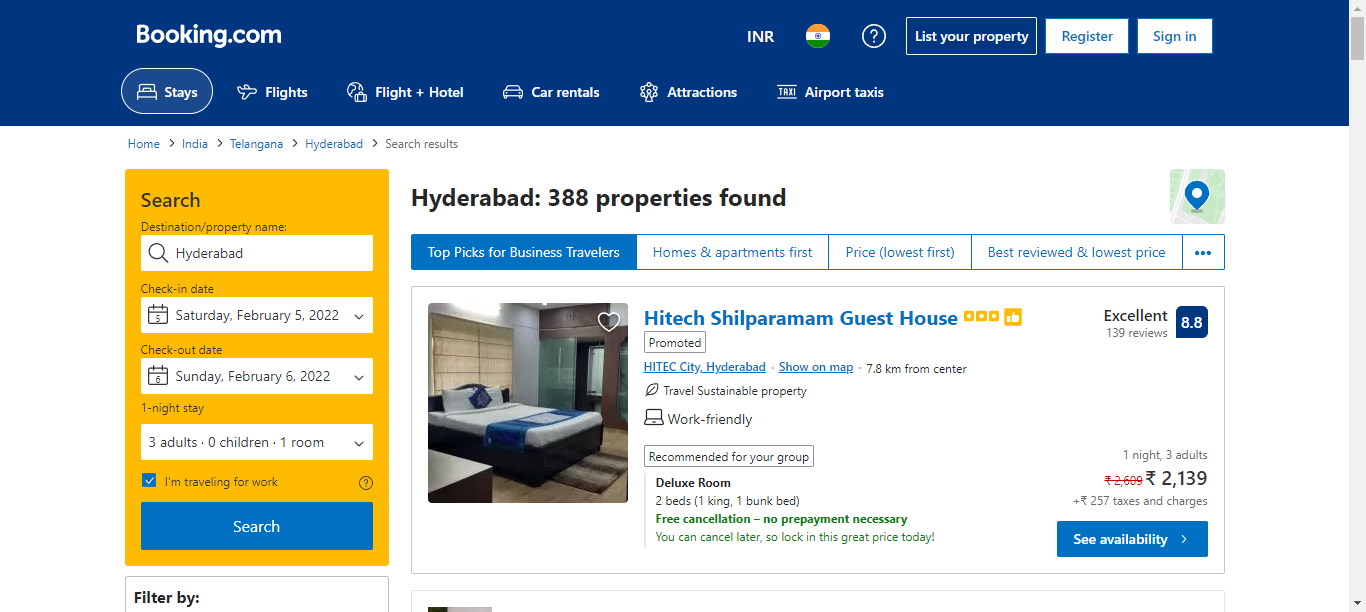 Booking.com
INR
List your property
Register
Sign in
Stays
Flights
Flight + Hotel
Car rentals
Attractions
TAXI Airport taxis
Home > India > Telangana > Hyderabad > Search results
Search
Destination/property name:
Hyderabad
Check-in date
5 Saturday, February 5, 2022
Check-out date
6 Sunday, February 6, 2022
1-night stay
3 adults · 0 children · 1 room
I'm traveling for work
Search
Filter by:
Hyderabad: 388 properties found
Top Picks for Business Travelers
Homes & apartments first
Price (lowest first)
Best reviewed & lowest price
•••
Hitech Shilparamam Guest House
Promoted
HITEC City, Hyderabad · Show on map · 7.8 km from center
Travel Sustainable property
Work-friendly
Recommended for your group
Deluxe Room
2 beds (1 king, 1 bunk bed)
Free cancellation – no prepayment necessary
You can cancel later, so lock in this great price today!
Excellent 8.8
139 reviews
1 night, 3 adults
₹ 2,609 ₹ 2,139
+₹ 257 taxes and charges
See availability